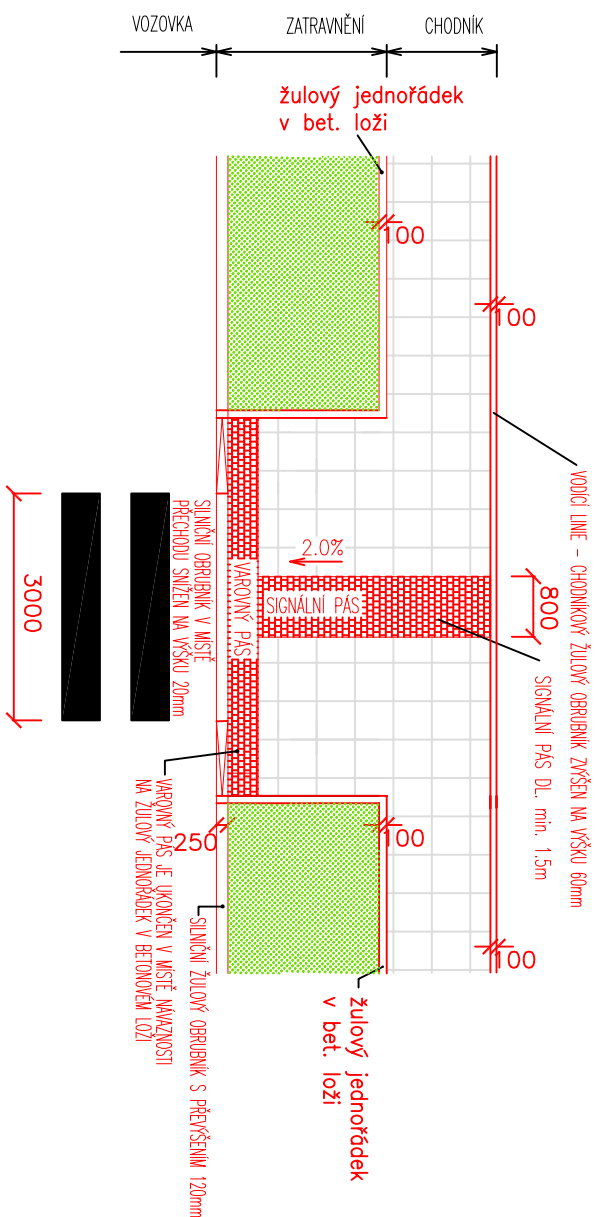 VOZOVKA
ZATRAVNĚNÍ
CHODNÍK
žulový jednořádek
v bet. loži
100
100
VODÍCÍ LINE - CHODNÍKOVÝ ŽULOVÝ OBRUBNÍK ZVÝŠEN NA VÝŠKU 60mm
800
SIGNÁLNÍ PÁS DL. min. 1.5m
2.0%
SIGNÁLNÍ PÁS
VAROVNÝ PÁS
SILNIČNÍ OBRUBNÍK V MÍSTĚ
PŘECHODU SNÍŽEN NA VÝŠKU 20mm
3000
250
100
100
VAROVNÝ PÁS JE UKONČEN V MÍSTĚ NÁVAZNOSTI
NA ŽULOVÝ JEDNOŘÁDEK V BETONOVÉM LOŽI
SILNIČNÍ ŽULOVÝ OBRUBNÍK S PŘEVÝŠENÍM 120mm
žulový jednořádek
v bet. loži